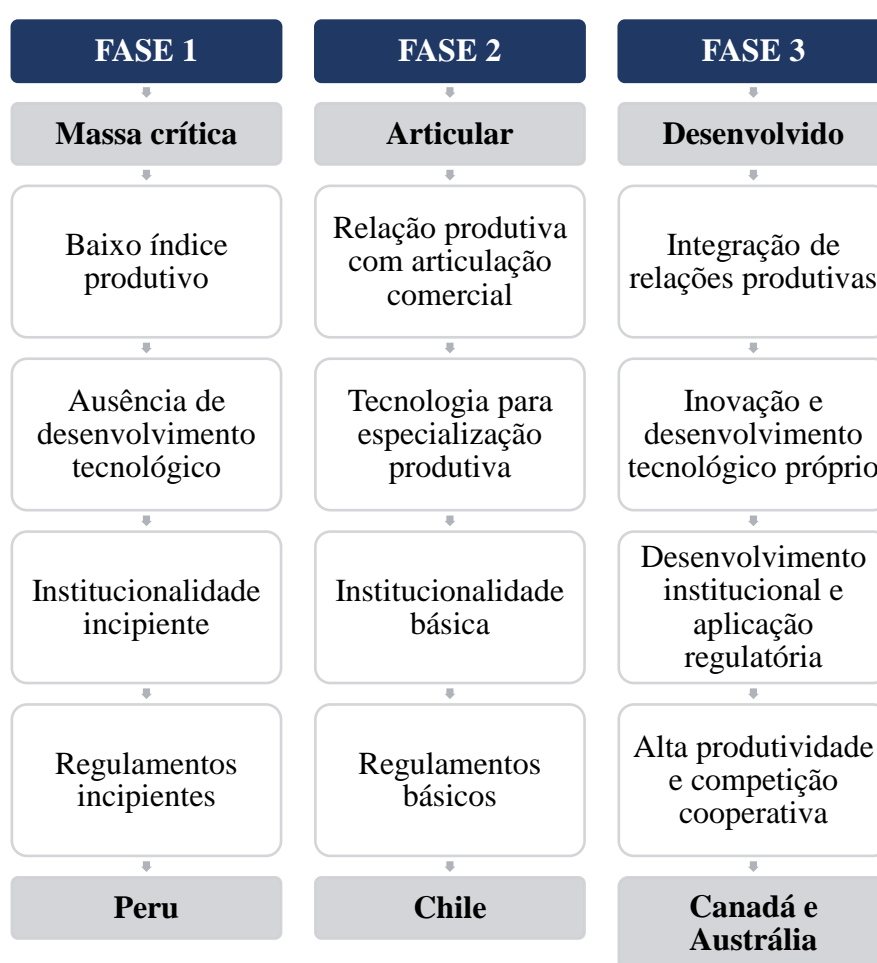 FASE 1
Massa crítica
Baixo índice
produtivo
Ausência de
desenvolvimento
tecnológico
Institucionalidade
incipiente
Regulamentos
incipientes
Peru
FASE 2
Articular
Relação produtiva
com articulação
comercial
Tecnologia para
especialização
produtiva
Institucionalidade
básica
Regulamentos
básicos
Chile
FASE 3
Desenvolvido
Integração de
relações produtivas
Inovação e
desenvolvimento
tecnológico próprio
Desenvolvimento
institucional e
aplicação
regulatória
Alta produtividade
e competição
cooperativa
Canadá e
Austrália